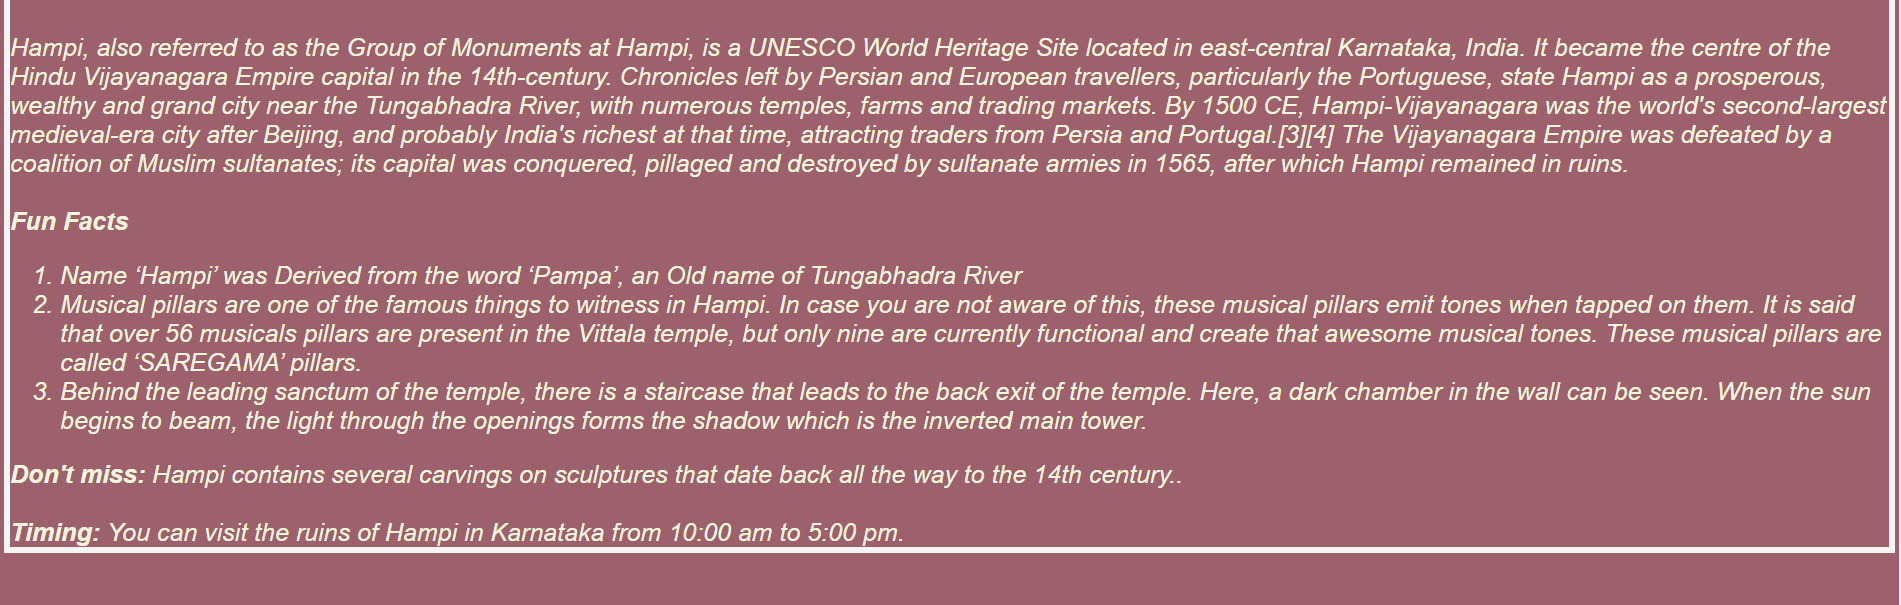 Hampi, also referred to as the Group of Monuments at Hampi, is a UNESCO World Heritage Site located in east-central Karnataka, India. It became the centre of the
Hindu Vijayanagara Empire capital in the 14th-century. Chronicles left by Persian and European travellers, particularly the Portuguese, state Hampi as a prosperous,
wealthy and grand city near the Tungabhadra River, with numerous temples, farms and trading markets. By 1500 CE, Hampi-Vijayanagara was the world's second-largest
medieval-era city after Beijing, and probably India's richest at that time, attracting traders from Persia and Portugal.[3][4] The Vijayanagara Empire was defeated by a
coalition of Muslim sultanates; its capital was conquered, pillaged and destroyed by sultanate armies in 1565, after which Hampi remained in ruins.
Fun Facts
1. Name ‘Hampi’ was Derived from the word ‘Pampa’, an Old name of Tungabhadra River
2. Musical pillars are one of the famous things to witness in Hampi. In case you are not aware of this, these musical pillars emit tones when tapped on them. It is said
that over 56 musicals pillars are present in the Vittala temple, but only nine are currently functional and create that awesome musical tones. These musical pillars are
called ‘SAREGAMA’ pillars.
3. Behind the leading sanctum of the temple, there is a staircase that leads to the back exit of the temple. Here, a dark chamber in the wall can be seen. When the sun
begins to beam, the light through the openings forms the shadow which is the inverted main tower.
Don't miss: Hampi contains several carvings on sculptures that date back all the way to the 14th century..
Timing: You can visit the ruins of Hampi in Karnataka from 10:00 am to 5:00 pm.